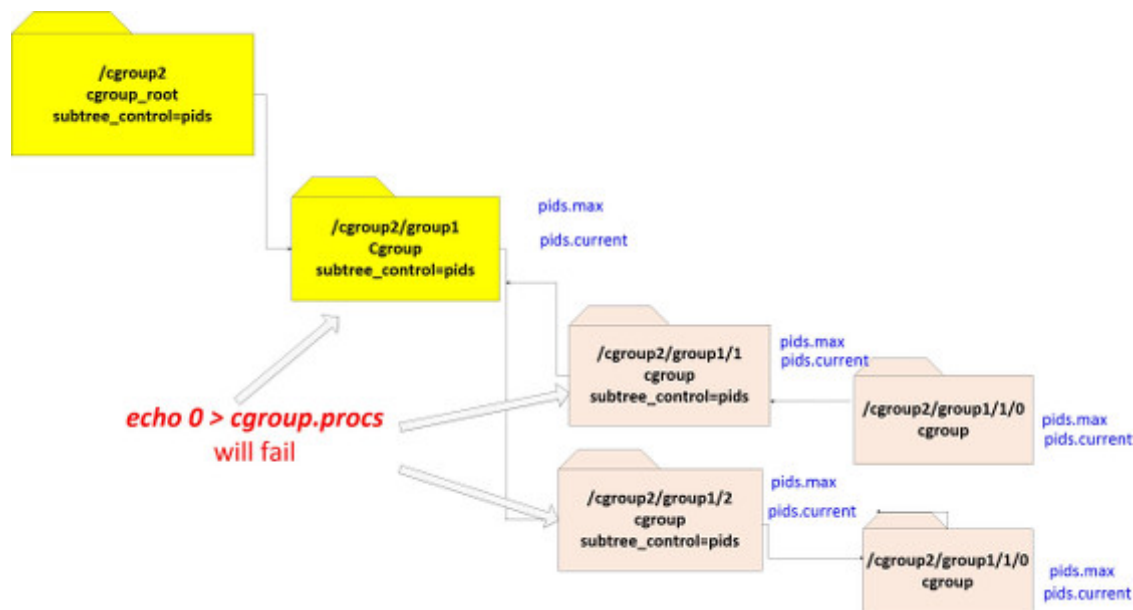 /cgroup2
cgroup_root
subtree_control=pids
/cgroup2/group1
Cgroup
subtree_control=pids
pids.max
pids.current
echo 0 > cgroup.procs
will fail
/cgroup2/group1/1
cgroup
subtree_control=pids
pids.max
pids.current
/cgroup2/group1/1/0
cgroup
pids.max
pids.current
/cgroup2/group1/2
cgroup
subtree_control=pids
pids.max
pids.current
/cgroup2/group1/1/0
cgroup
pids.max
pids.current